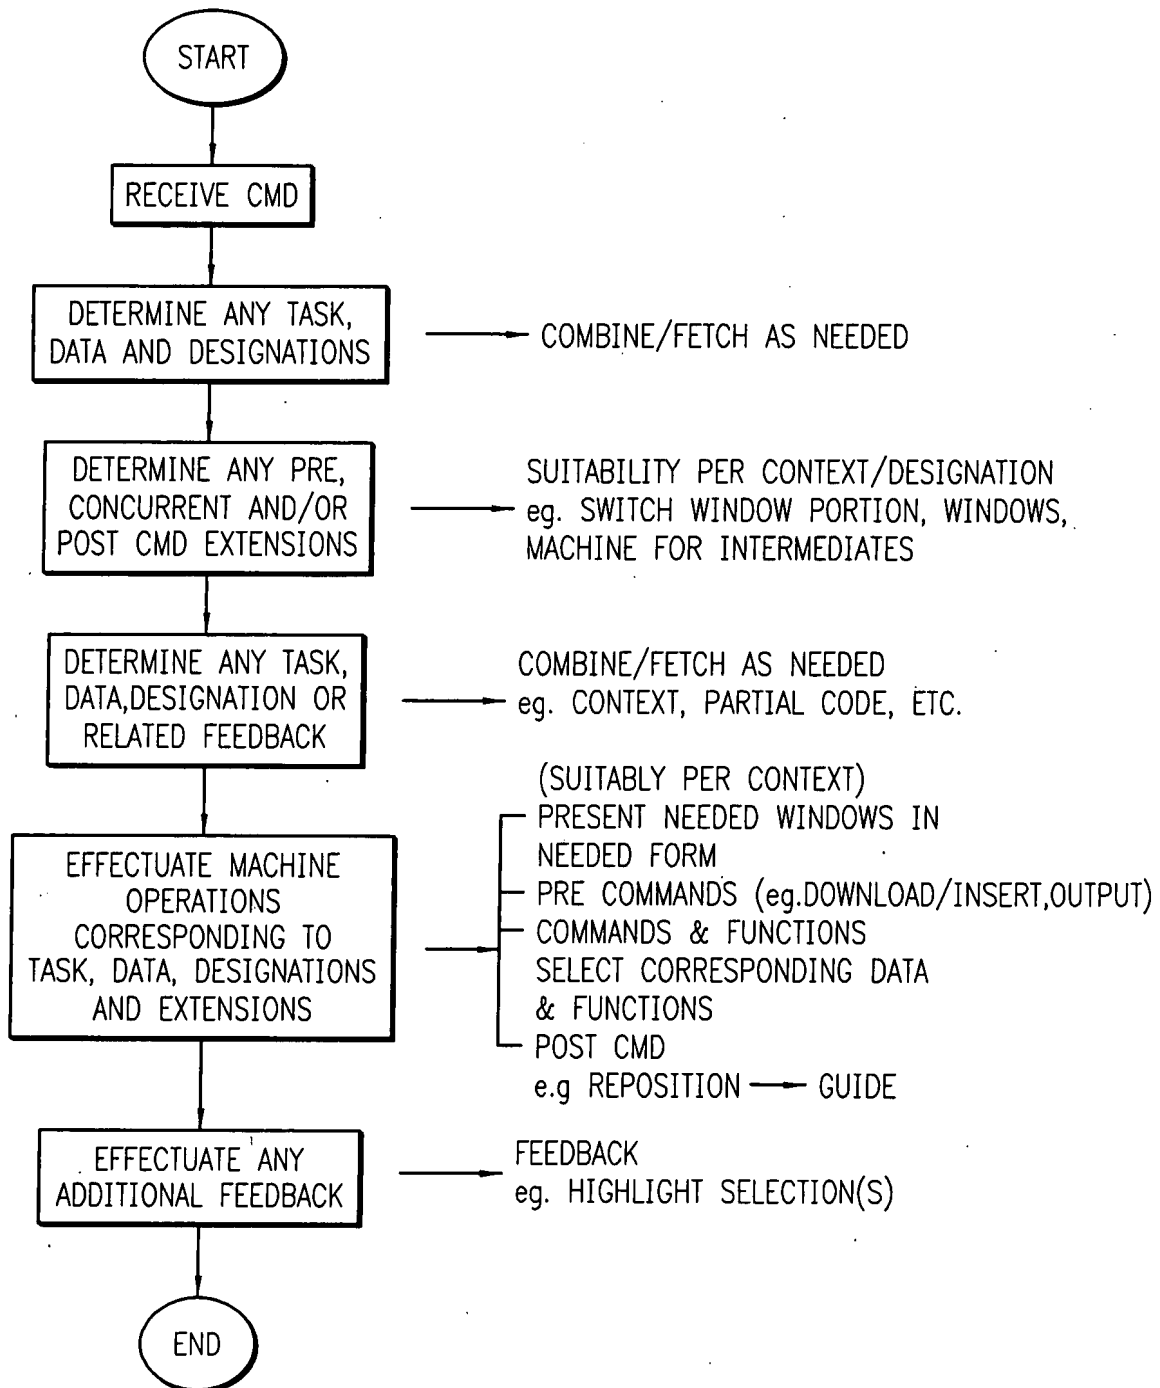 START
RECEIVE CMD
DETERMINE ANY TASK,
DATA AND DESIGNATIONS
COMBINE/FETCH AS NEEDED
DETERMINE ANY PRE,
CONCURRENT AND/OR
POST CMD EXTENSIONS
SUITABILITY PER CONTEXT/DESIGNATION
eg. SWITCH WINDOW PORTION, WINDOWS,
MACHINE FOR INTERMEDIATES
DETERMINE ANY TASK,
DATA,DESIGNATION OR
RELATED FEEDBACK
COMBINE/FETCH AS NEEDED
eg. CONTEXT, PARTIAL CODE, ETC.
EFFECTUATE MACHINE
OPERATIONS
CORRESPONDING TO
TASK, DATA, DESIGNATIONS
AND EXTENSIONS
(SUITABLY PER CONTEXT)
PRESENT NEEDED WINDOWS IN
NEEDED FORM
PRE COMMANDS (eg.DOWNLOAD/INSERT,OUTPUT)
COMMANDS & FUNCTIONS
SELECT CORRESPONDING DATA
& FUNCTIONS
POST CMD
e.g REPOSITION GUIDE
EFFECTUATE ANY
ADDITIONAL FEEDBACK
FEEDBACK
eg. HIGHLIGHT SELECTION(S)
END